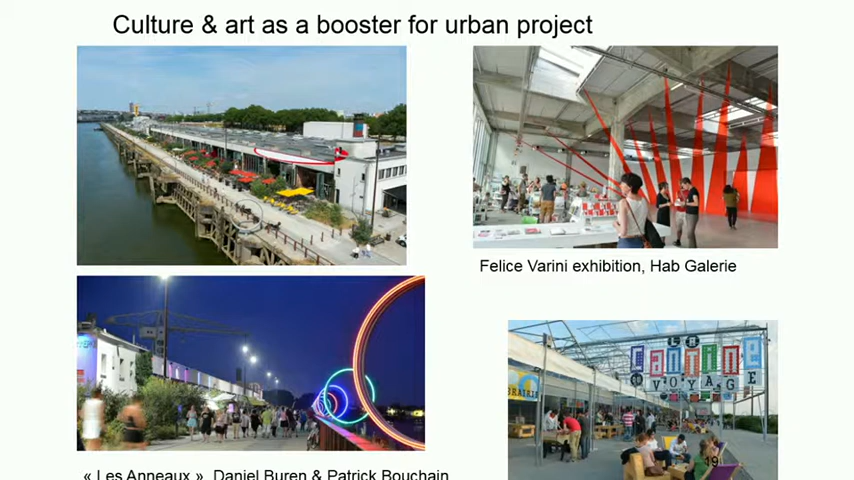 Culture & art as a booster for urban project
Felice Varini exhibition, Hab Galerie
LA
CANTINE
DU VOYAGE
« Les Anneaux », Daniel Buren & Patrick Bouchain
19